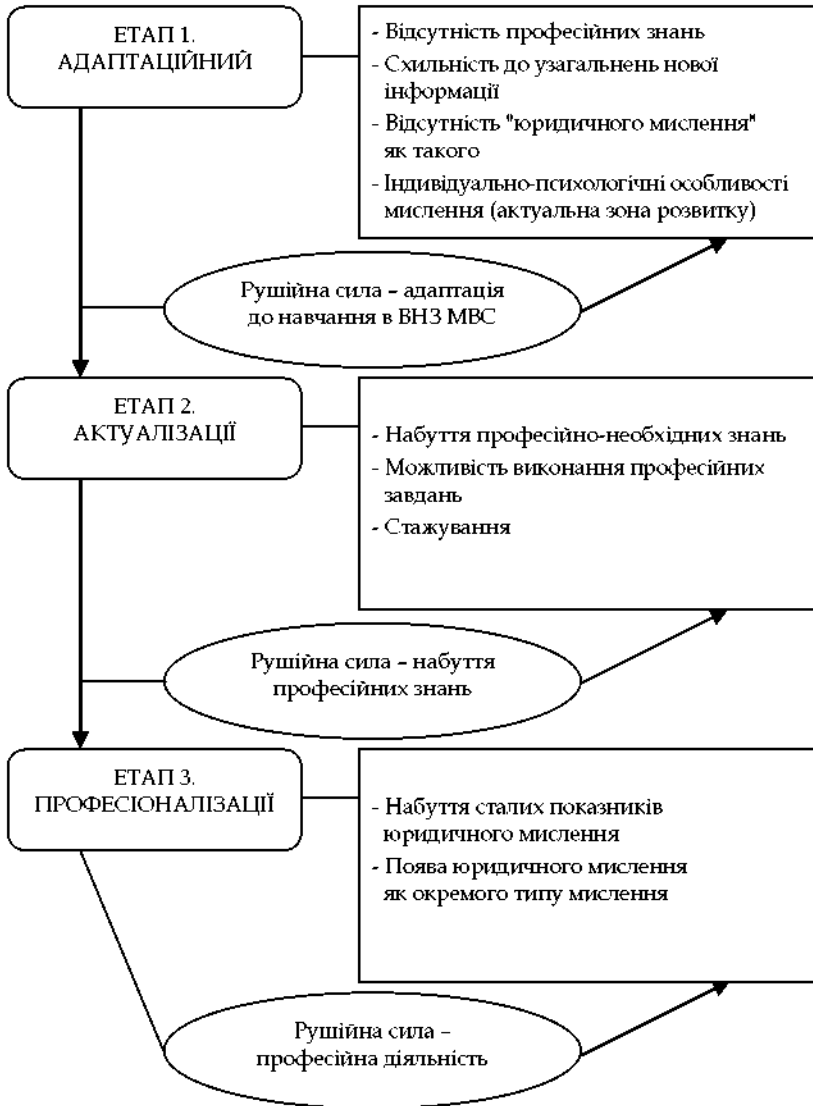 ЕТАП 1.
АДАПТАЦІЙНИЙ
- Відсутність професійних знань
- Схильність до узагальнень нової
інформації
- Відсутність "юридичного мислення"
як такого
- Індивідуально-психологічні особливості
мислення (актуальна зона розвитку)
Рушійна сила – адаптація
до навчання в ВНЗ МВС
ЕТАП 2.
АКТУАЛІЗАЦІЇ
- Набуття професійно-необхідних знань
- Можливість виконання професійних
завдань
- Стажування
Рушійна сила – набуття
професійних знань
ЕТАП 3.
ПРОФЕСІОНАЛІЗАЦІЇ
- Набуття сталих показників
юридичного мислення
- Поява юридичного мислення
як окремого типу мислення
Рушійна сила –
професійна діяльність